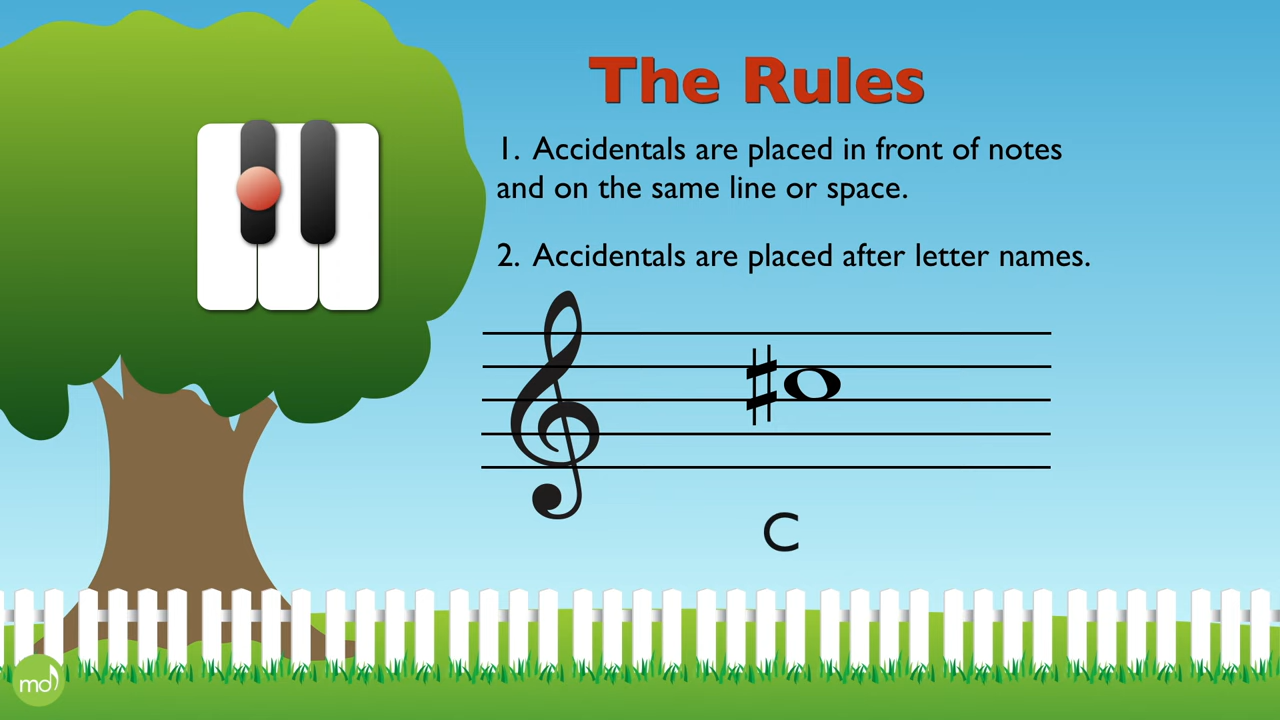 The Rules
1. Accidentals are placed in front of notes
and on the same line or space.
2. Accidentals are placed after letter names.
C
md